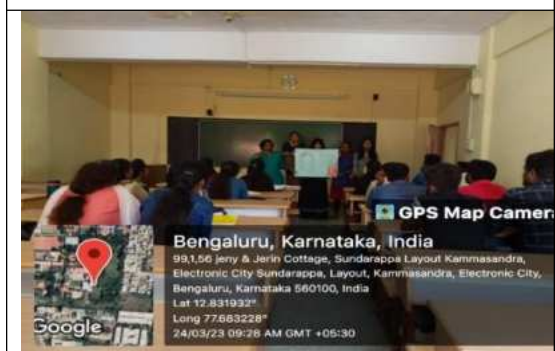 GPS Map Camer
Bengaluru, Karnataka, India
99,1,56 jeny & Jerin Cottage, Sundarappa Layout Kammasandra,
Electronic City Sundarappa, Layout, Kammasandra, Electronic City,
Bengaluru, Karnataka 560100, India
Lat 12.831932°
Long 77.683228°
24/03/23 09:28 AM GMT +05:30
Google